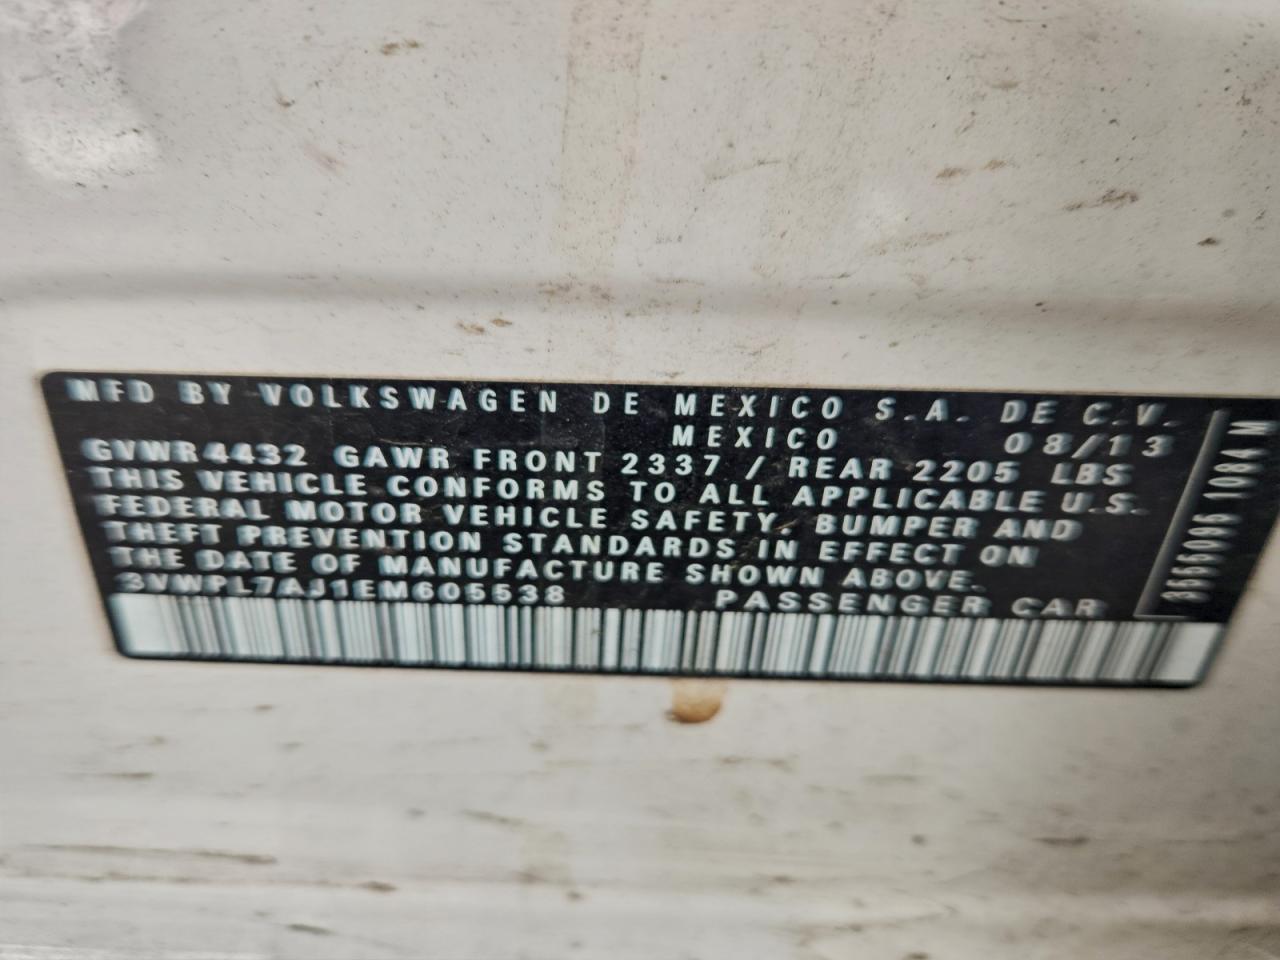 MFD BY VOLKSWAGEN DE MEXICO S.A. DE C.V.
MEXICO 08/13
GVWR 4432 GAWR FRONT 2337 / REAR 2205 LBS
THIS VEHICLE CONFORMS TO ALL APPLICABLE U.S.
FEDERAL MOTOR VEHICLE SAFETY, BUMPER AND
THEFT PREVENTION STANDARDS IN EFFECT ON
THE DATE OF MANUFACTURE SHOWN ABOVE.
3VWPL7AJ1EM605538 PASSENGER CAR
1084 M